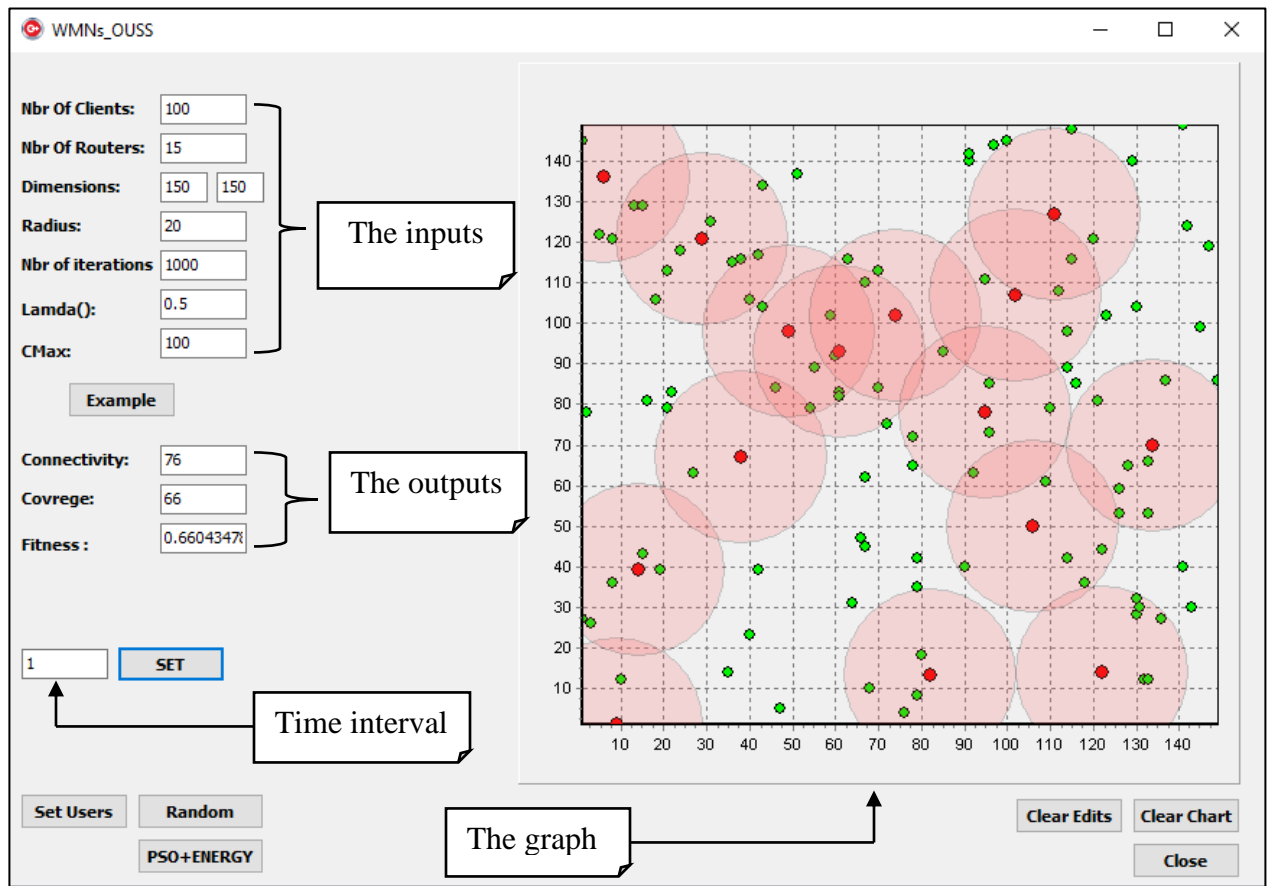 WMNs_OUSS
Nbr Of Clients: 100
Nbr Of Routers: 15
Dimensions: 150 150
Radius: 20
Nbr of iterations 1000
Lamda(): 0.5
CMax: 100
The inputs
Example
Connectivity: 76
Covrege: 66
Fitness : 0.66043478
The outputs
1 SET
Time interval
Set Users Random
PSO+ENERGY
140
130
120
110
100
90
80
70
60
50
40
30
20
10
10 20 30 40 50 60 70 80 90 100 110 120 130 140
The graph
Clear Edits Clear Chart
Close